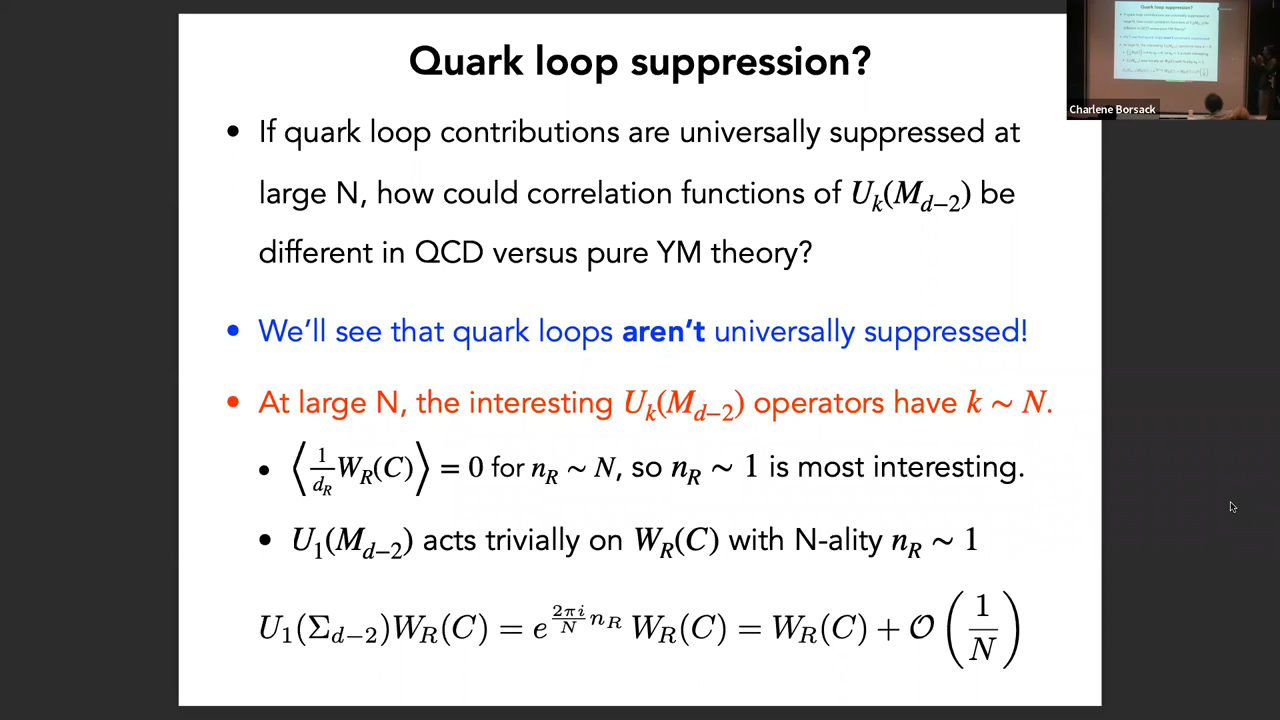 Quark loop suppression?
• If quark loop contributions are universally suppressed at
large N, how could correlation functions of U_k(M_{d−2}) be
different in QCD versus pure YM theory?
• We'll see that quark loops aren't universally suppressed!
• At large N, the interesting U_k(M_{d−2}) operators have k ∼ N.
• ⟨1/d_R W_R(C)⟩ = 0 for n_R ∼ N, so n_R ∼ 1 is most interesting.
• U_1(M_{d−2}) acts trivially on W_R(C) with N-ality n_R ∼ 1
U_1(Σ_{d−2})W_R(C) = e^{2πi/N n_R} W_R(C) = W_R(C) + 𝒪(1/N)
Quark loop suppression?
Charlene Borsack